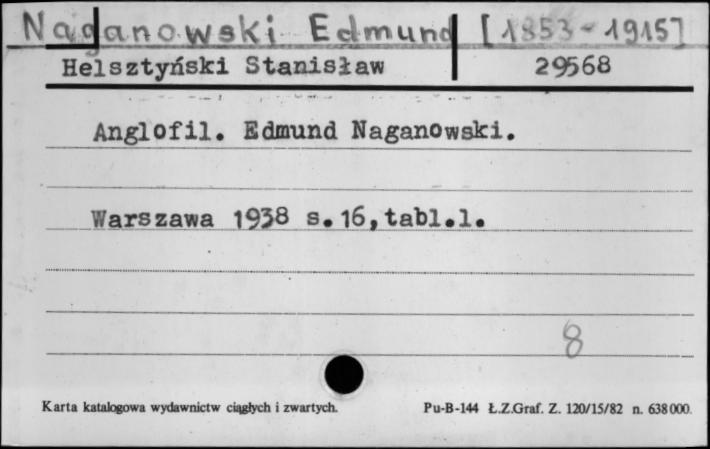 Naganowski Edmund [1853-1915]
Helsztyński Stanisław 29568
Anglofil. Edmund Naganowski.
Warszawa 1938 s.16,tabl.1.
8
Karta katalogowa wydawnictw ciągłych i zwartych. Pu-B-144 Ł.Z.Graf. Z. 120/15/82 n. 638000.